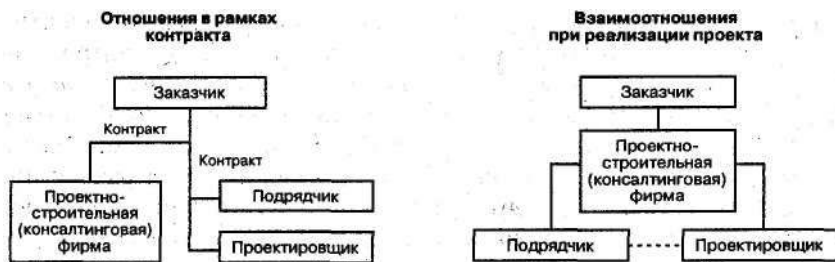 Отношения в рамках
контракта
Заказчик
Контракт
Контракт
Проектно-
строительная
(консалтинговая)
фирма
Подрядчик
Проектировщик
Взаимоотношения
при реализации проекта
Заказчик
Проектно-
строительная
(консалтинговая)
фирма
Подрядчик
Проектировщик